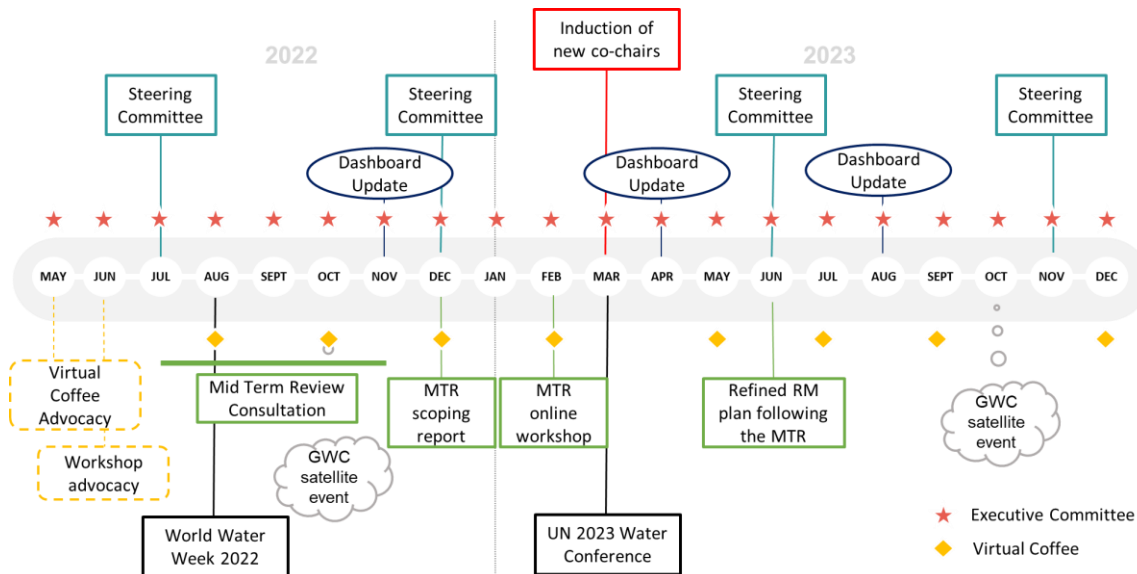 2022
Induction of
new co-chairs
2023
Steering
Committee
Steering
Committee
Steering
Committee
Steering
Committee
Dashboard
Update
Dashboard
Update
Dashboard
Update
MAY JUN JUL AUG SEPT OCT NOV DEC JAN FEB MAR APR MAY JUN JUL AUG SEPT OCT NOV DEC
Virtual
Coffee
Advocacy
Workshop
advocacy
Mid Term Review
Consultation
GWC
satellite
event
World Water
Week 2022
MTR
scoping
report
MTR
online
workshop
UN 2023 Water
Conference
Refined RM
plan following
the MTR
GWC
satellite
event
Executive Committee
Virtual Coffee